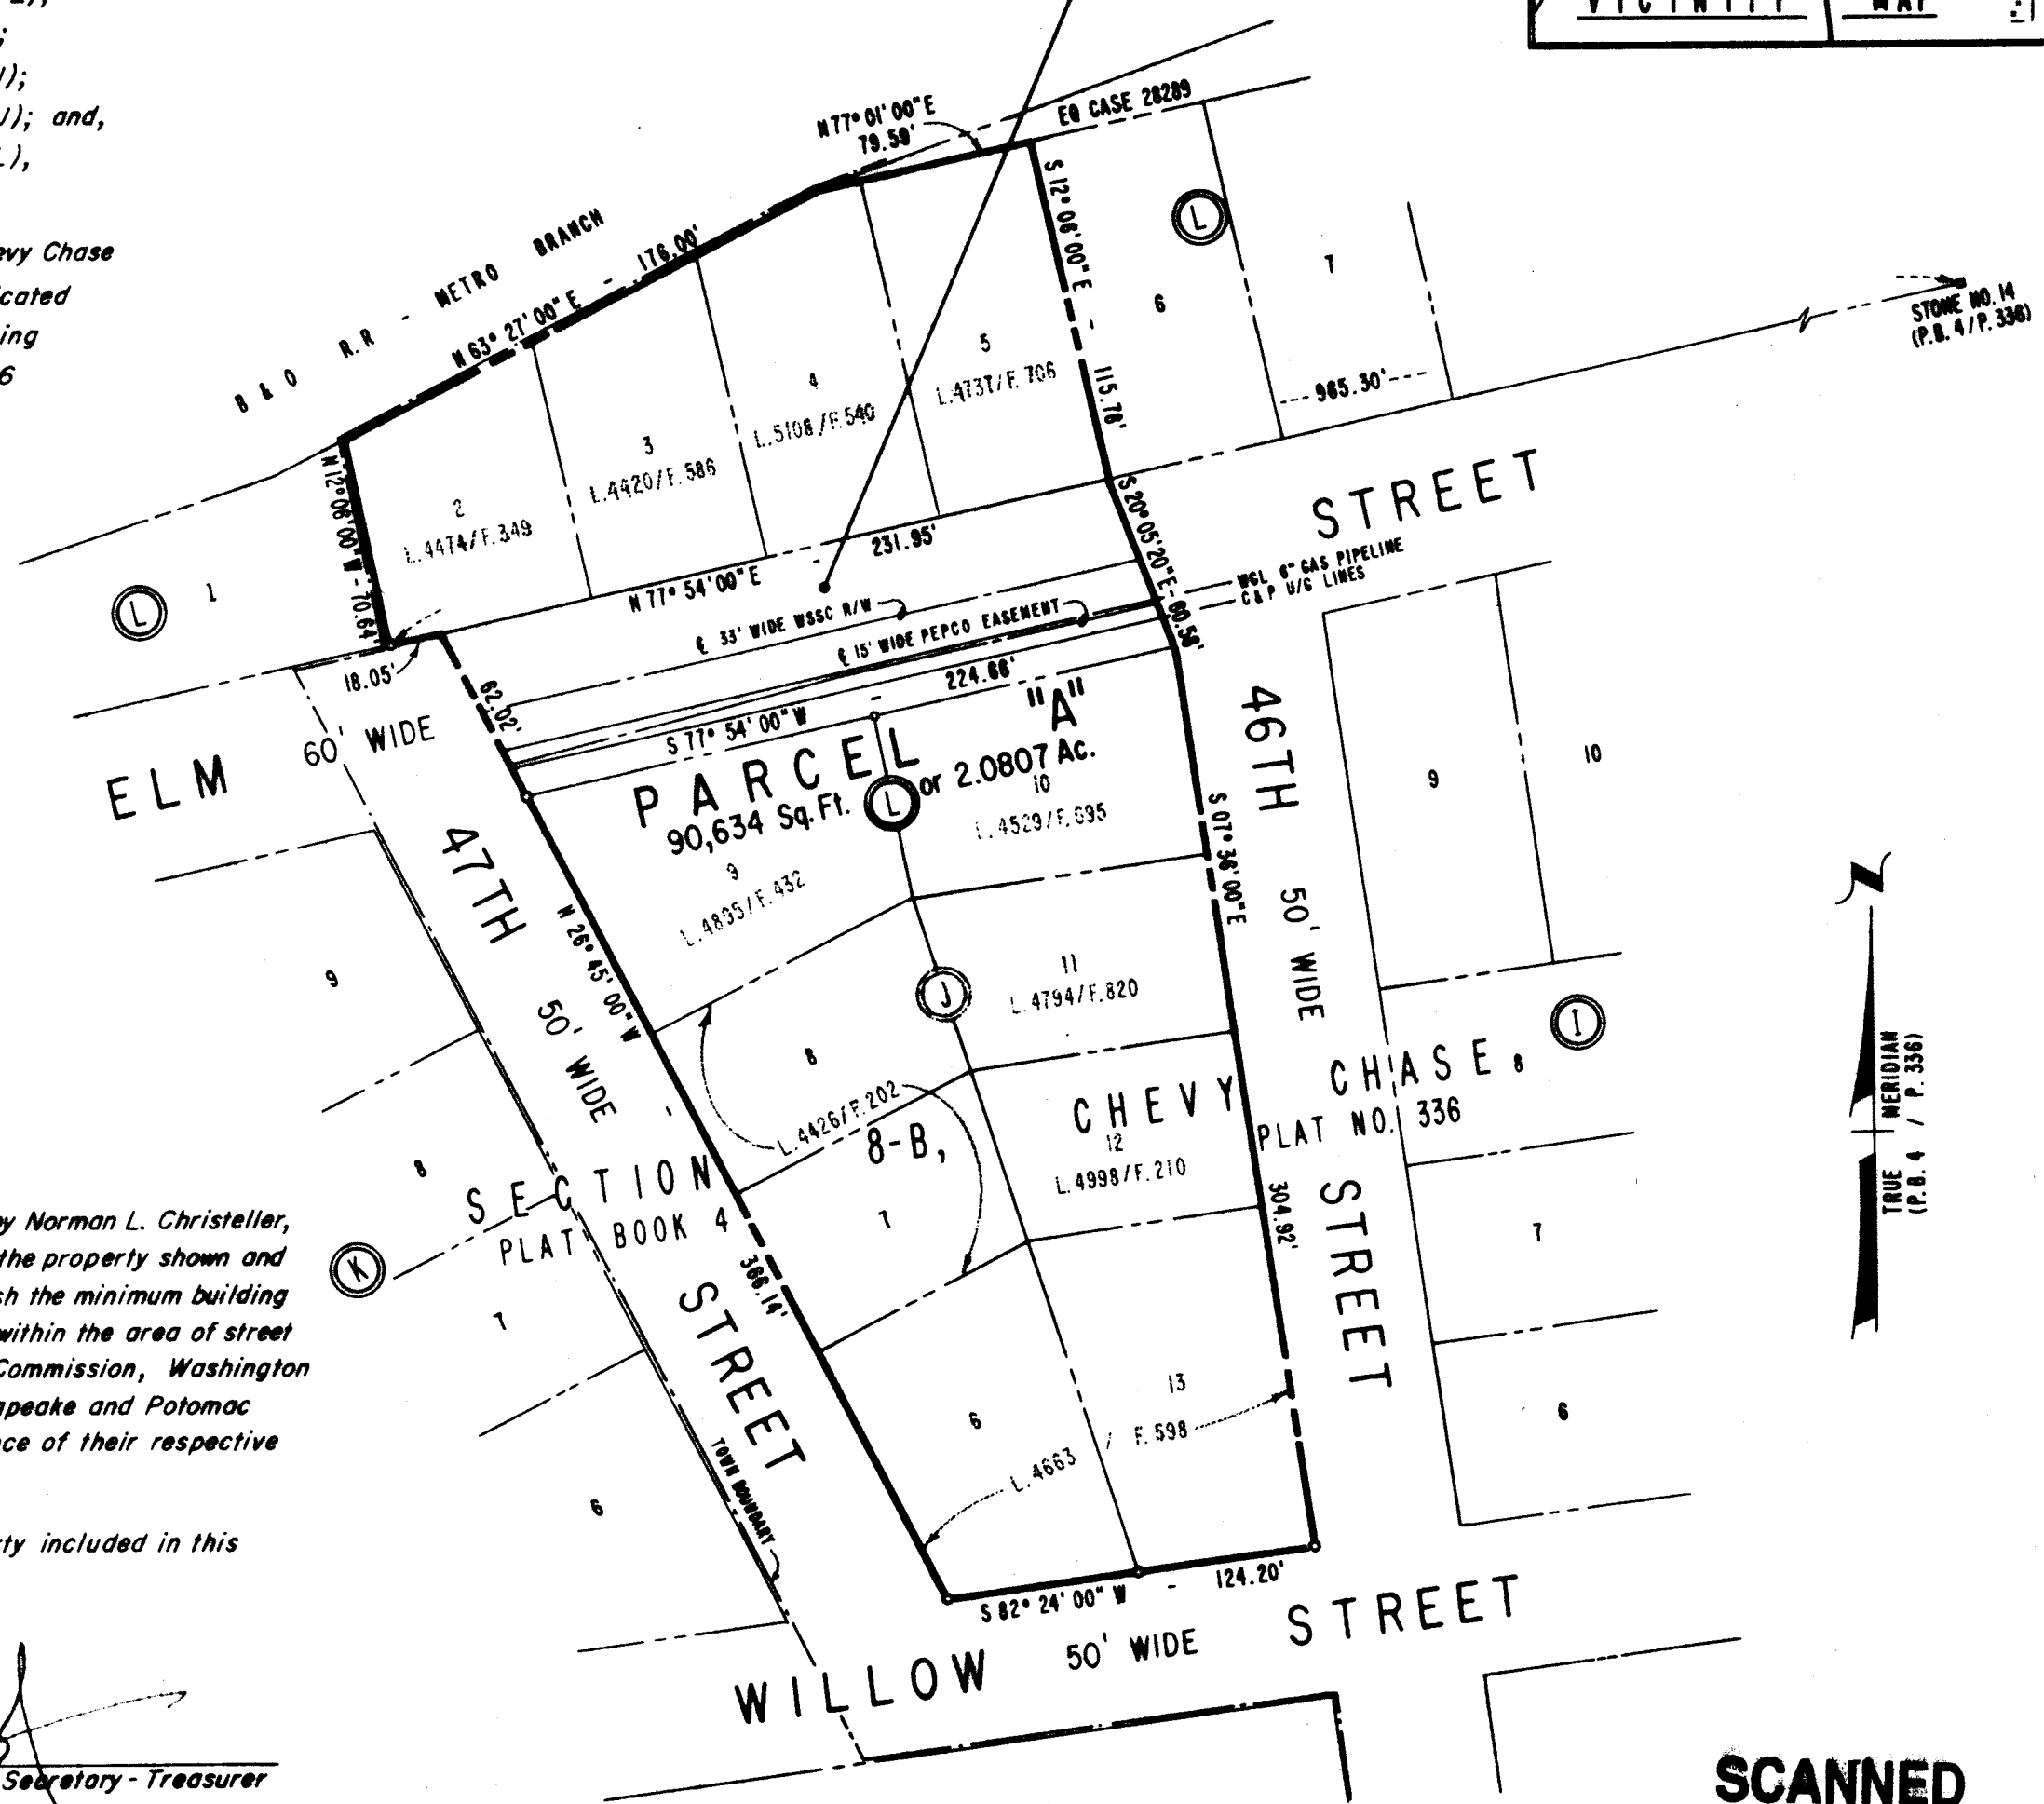 VICINITY MAP
);
and,
evy Chase
cated
ing
6
N 77° 01' 00" E
79.59'
EQ CASE 28289
B & O R.R - METRO BRANCH
N 63° 27' 00" E - 176.00'
S 12° 06' 00" E - 115.78'
L
6
7
STONE NO. 14
(P.B. 4 / P. 336)
965.30'
5
L.4737/F.706
4
L.5108/F.540
3
L.4420/F.586
2
L.4474/F.349
N 12° 06' 00" W - 70.64'
L
1
18.05'
N 77° 54' 00" E - 231.95'
S 20° 05' 20" E - 60.58'
STREET
WGL 6" GAS PIPELINE
C&P U/G LINES
℄ 33' WIDE WSSC R/W
℄ 15' WIDE PEPCO EASEMENT
62.02'
S 77° 54' 00" W - 224.66'
ELM 60' WIDE
PARCEL "A"
90,634 Sq. Ft. or 2.0807 Ac.
L
10
L.4529/F.695
9
L.4895/F.432
47TH 50' WIDE STREET
46TH 50' WIDE STREET
S 07° 36' 00" E
304.92'
N 26° 45' 00" W -
366.14'
9
10
9
J
11
L.4794/F.820
I
8
L.4426/F.202
8
8
7
12
L.4998/F.210
SECTION 8-B, CHEVY CHASE
PLAT BOOK 4 PLAT NO. 336
TRUE MERIDIAN
(P.B. 4 / P. 336)
K
7
7
6
6
6
13
L.4663 / F.598
TOWN BOUNDARY
S 82° 24' 00" W - 124.20'
WILLOW 50' WIDE STREET
by Norman L. Christeller,
the property shown and
sh the minimum building
within the area of street
Commission, Washington
apeake and Potomac
ce of their respective
rty included in this
Secretary - Treasurer
SCANNED